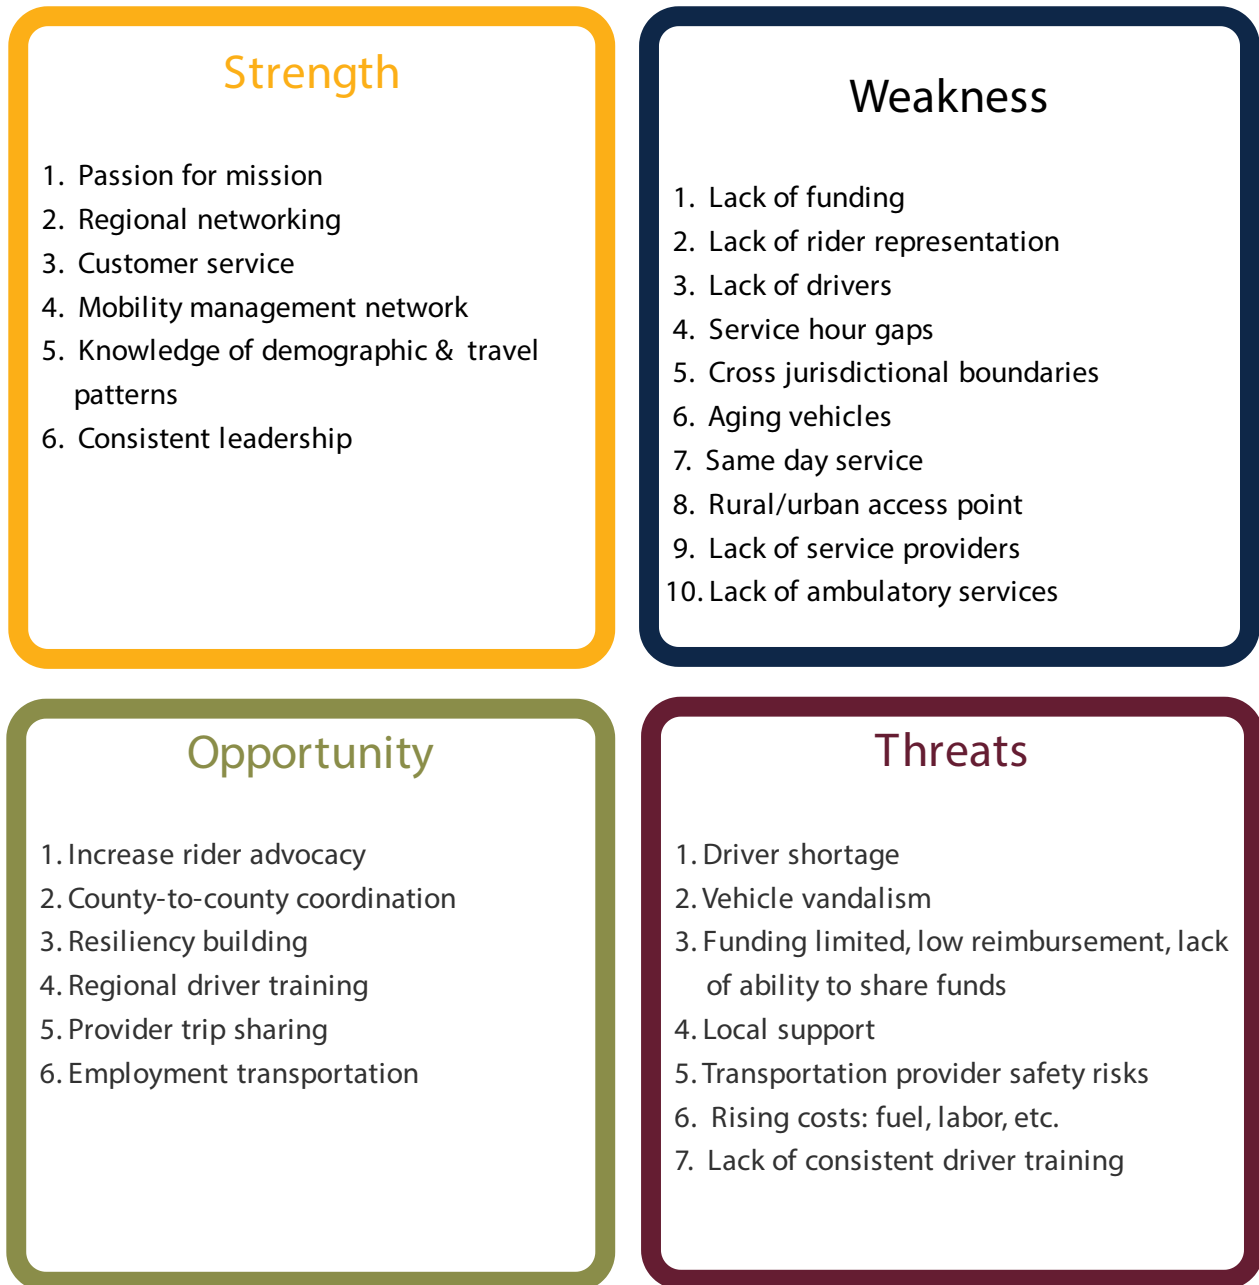 Strength
1. Passion for mission
2. Regional networking
3. Customer service
4. Mobility management network
5. Knowledge of demographic & travel
patterns
6. Consistent leadership
Weakness
1. Lack of funding
2. Lack of rider representation
3. Lack of drivers
4. Service hour gaps
5. Cross jurisdictional boundaries
6. Aging vehicles
7. Same day service
8. Rural/urban access point
9. Lack of service providers
10. Lack of ambulatory services
Opportunity
1. Increase rider advocacy
2. County-to-county coordination
3. Resiliency building
4. Regional driver training
5. Provider trip sharing
6. Employment transportation
Threats
1. Driver shortage
2. Vehicle vandalism
3. Funding limited, low reimbursement, lack
of ability to share funds
4. Local support
5. Transportation provider safety risks
6. Rising costs: fuel, labor, etc.
7. Lack of consistent driver training